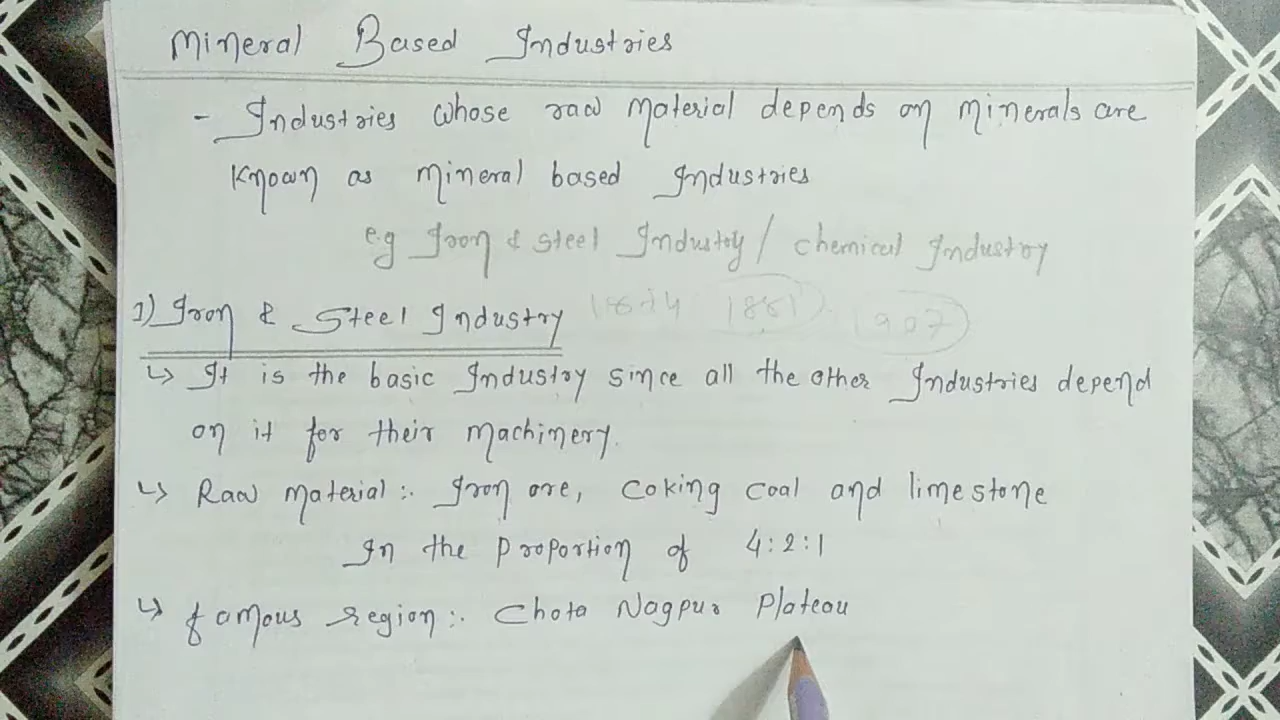 Mineral Based Industries
- Industries whose raw material depends on minerals are
known as mineral based Industries
e.g Iron & steel Industry / chemical Industry
1) Iron & Steel Industry 1881 1907
↳ It is the basic Industry since all the other Industries depend
on it for their machinery.
↳ Raw material :- Iron ore, coking coal and limestone
In the proportion of 4:2:1
↳ famous region :- Chota Nagpur Plateau